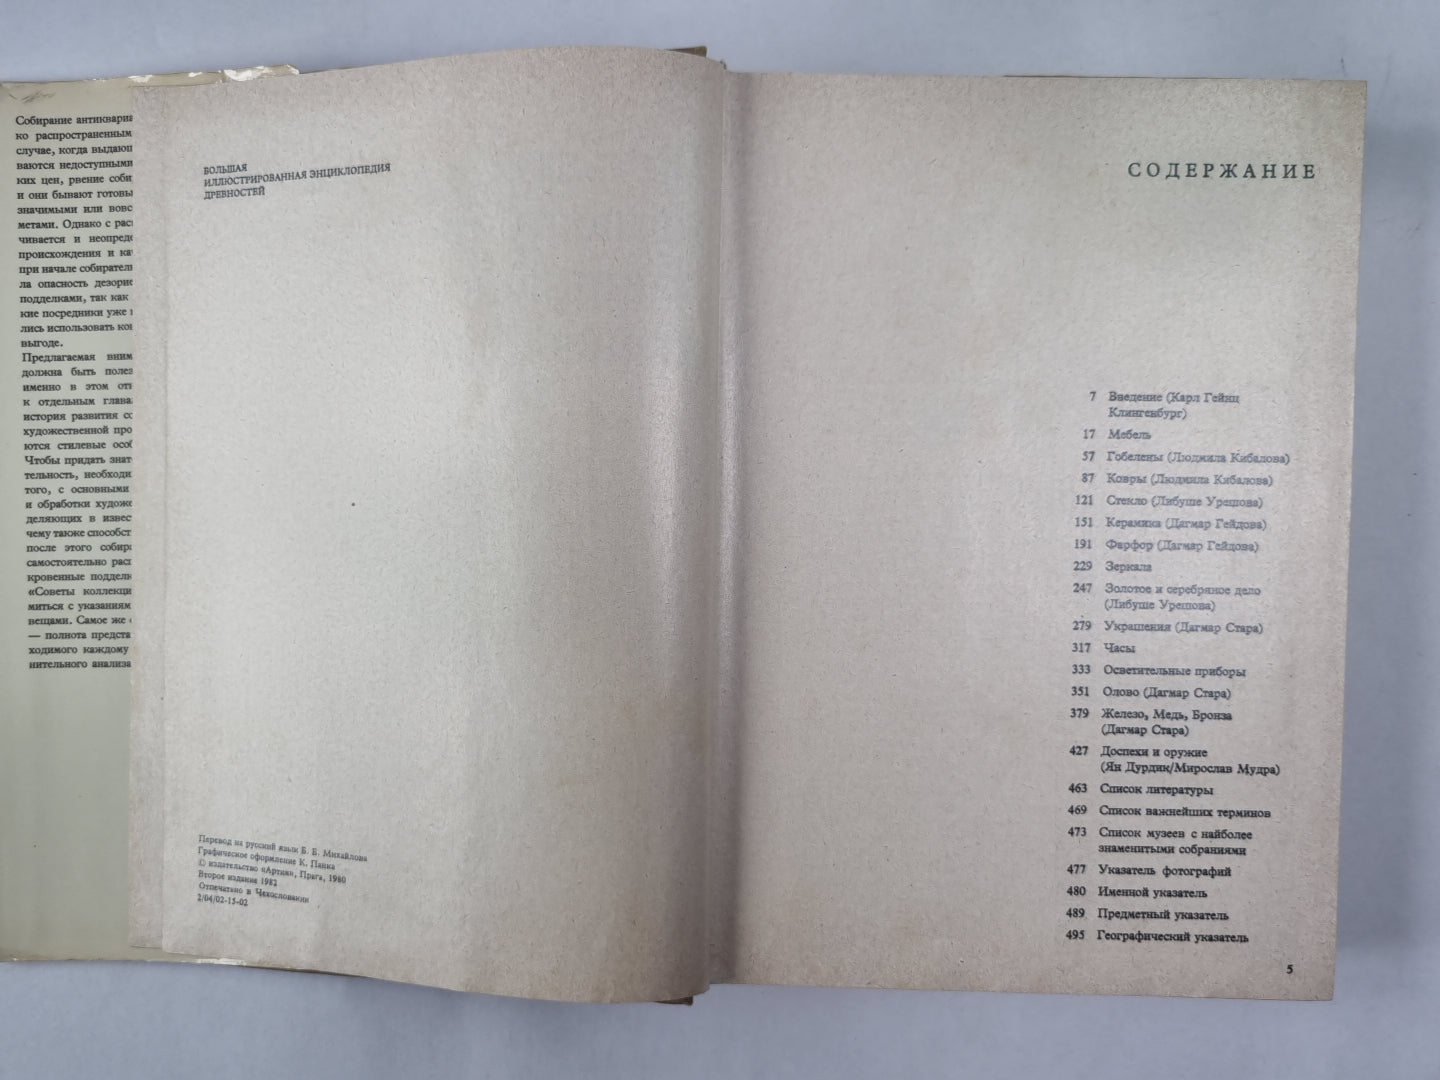 Собирание антиквариа
ко распространенным
случае, когда выдающ
ваются недоступными
ких цен, рвение соби
и они бывают готовы
значимыми или вовс
метами. Однако с рас
чивается и неопреде
происхождения и ка
при начале собирател
ла опасность дезорие
подделками, так как
кие посредники уже
лись использовать ко
выгоде.
Предлагаемая вним
должна быть полез
именно в этом от
к отдельным глава
история развития со
художественной про
ются стилевые особ
Чтобы придать знат
тельность, необходи
того, с основными
и обработки художе
деляющих в извес
чему также способст
после этого собира
самостоятельно расп
кровенные подделк
«Советы коллекци
миться с указаниям
вещами. Самое же
— полнота предста
ходимого каждому
нительного анализа
БОЛЬШАЯ
ИЛЛЮСТРИРОВАННАЯ ЭНЦИКЛОПЕДИЯ
ДРЕВНОСТЕЙ
Перевод на русский язык Б. Б. Михайлова
Графическое оформление К. Панка
© издательство «Артия», Прага, 1980
Второе издание 1982
Отпечатано в Чехословакии
2/04/02-15-02
СОДЕРЖАНИЕ
7 Введение (Карл Гейнц
Клингенбург)
17 Мебель
57 Гобелены (Людмила Кибалова)
87 Ковры (Людмила Кибалова)
121 Стекло (Либуше Урешова)
151 Керамика (Дагмар Гейдова)
191 Фарфор (Дагмар Гейдова)
229 Зеркала
247 Золотое и серебряное дело
(Либуше Урешова)
279 Украшения (Дагмар Стара)
317 Часы
333 Осветительные приборы
351 Олово (Дагмар Стара)
379 Железо, Медь, Бронза
(Дагмар Стара)
427 Доспехи и оружие
(Ян Дурдик/Мирослав Мудра)
463 Список литературы
469 Список важнейших терминов
473 Список музеев с наиболее
знаменитыми собраниями
477 Указатель фотографий
480 Именной указатель
489 Предметный указатель
495 Географический указатель
5